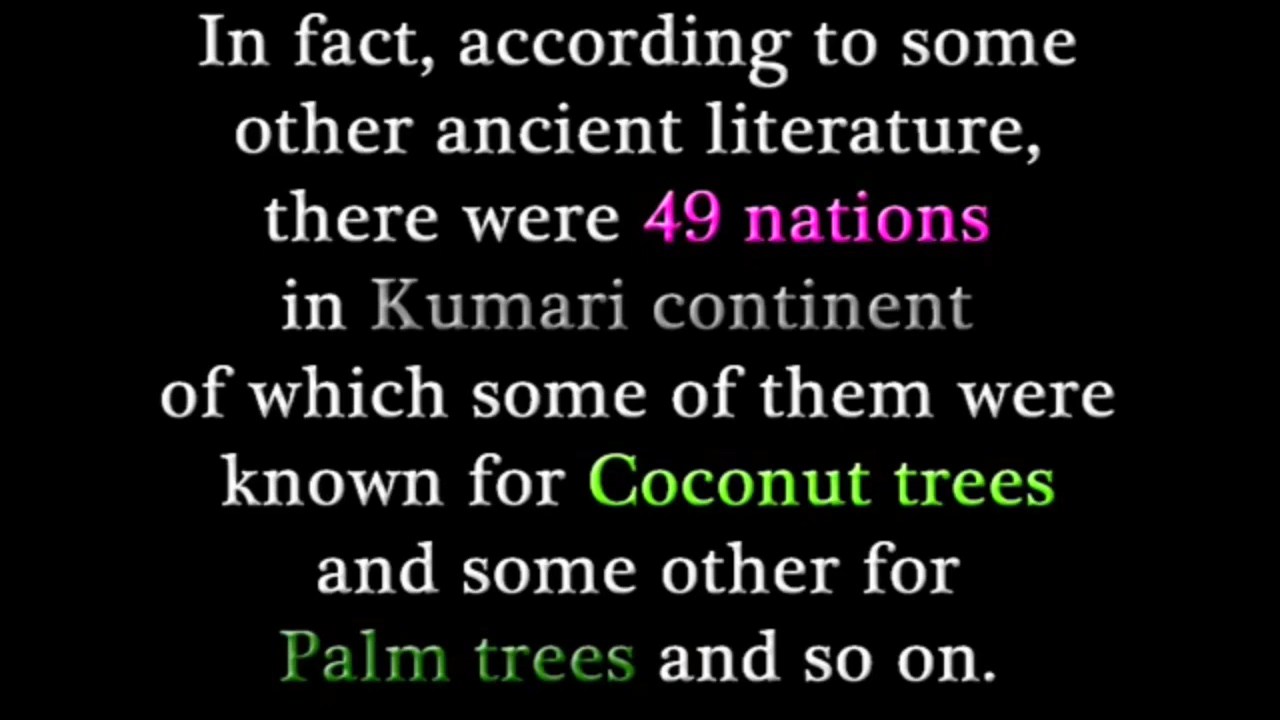 In fact, according to some
other ancient literature,
there were 49 nations
in Kumari continent
of which some of them were
known for Coconut trees
and some other for
Palm trees and so on.